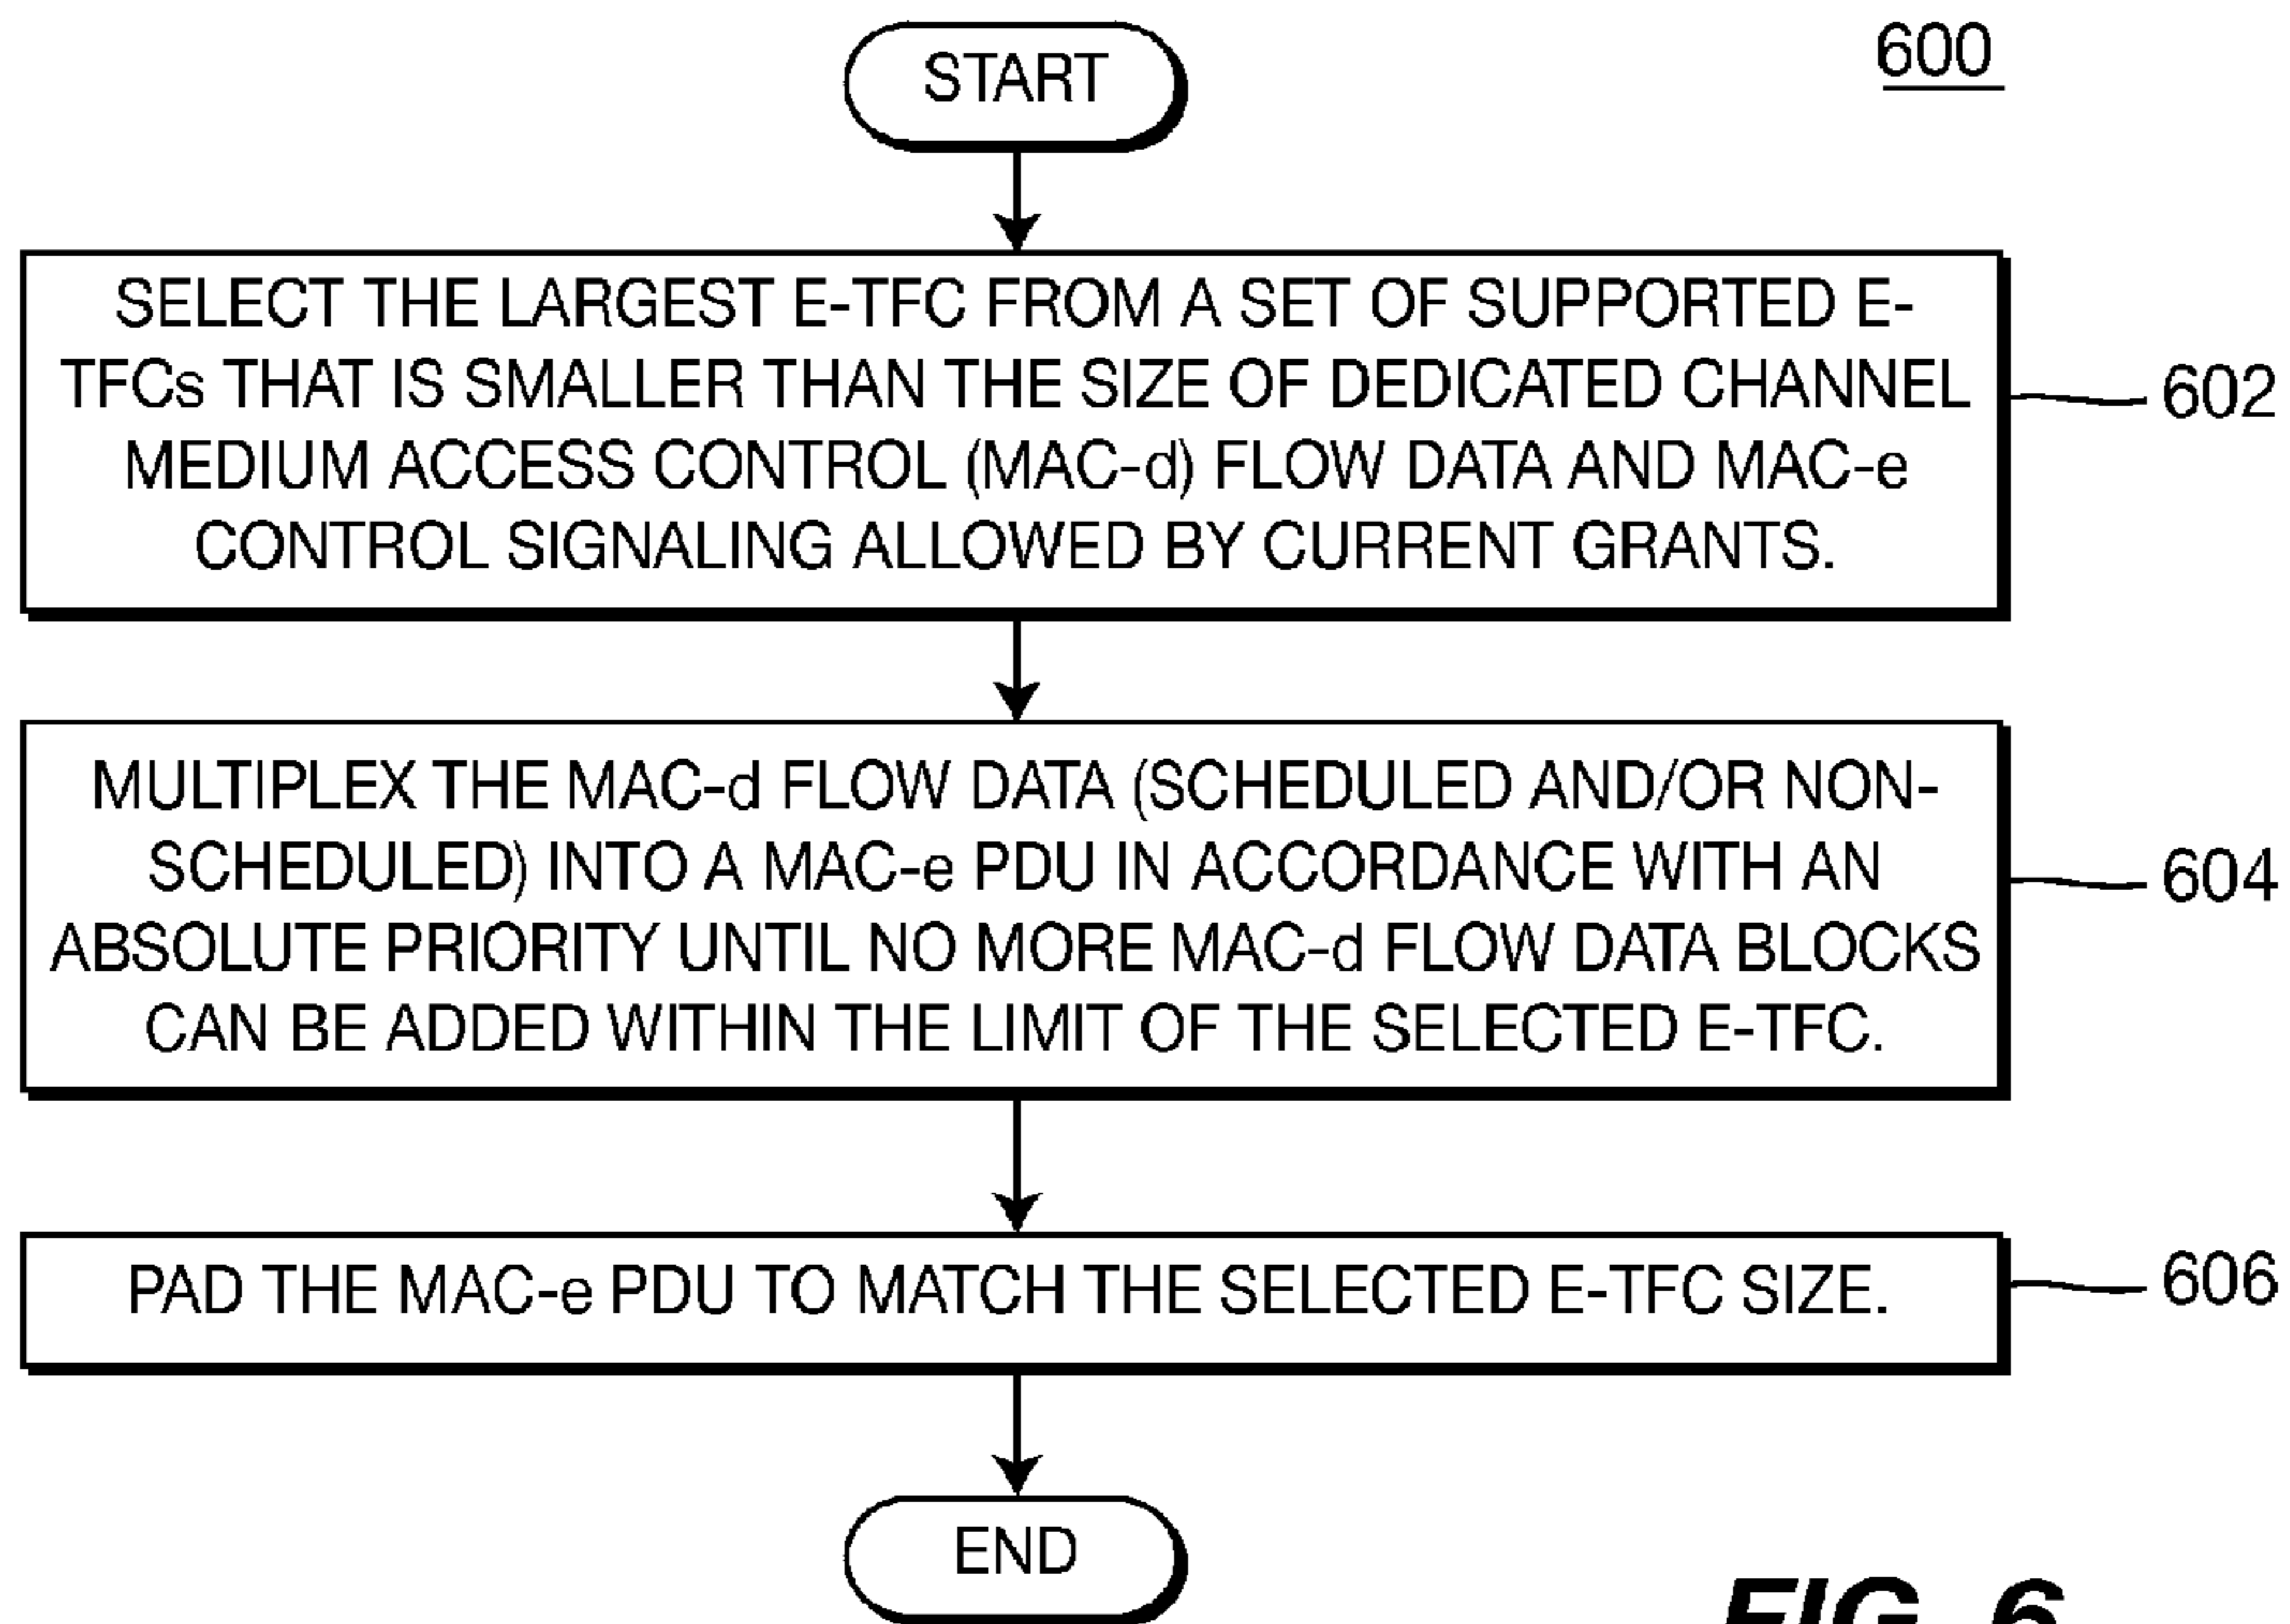 START
600
SELECT THE LARGEST E-TFC FROM A SET OF SUPPORTED E-
TFCs THAT IS SMALLER THAN THE SIZE OF DEDICATED CHANNEL
MEDIUM ACCESS CONTROL (MAC-d) FLOW DATA AND MAC-e
CONTROL SIGNALING ALLOWED BY CURRENT GRANTS.
602
MULTIPLEX THE MAC-d FLOW DATA (SCHEDULED AND/OR NON-
SCHEDULED) INTO A MAC-e PDU IN ACCORDANCE WITH AN
ABSOLUTE PRIORITY UNTIL NO MORE MAC-d FLOW DATA BLOCKS
CAN BE ADDED WITHIN THE LIMIT OF THE SELECTED E-TFC.
604
PAD THE MAC-e PDU TO MATCH THE SELECTED E-TFC SIZE.
606
END
FIG. 6